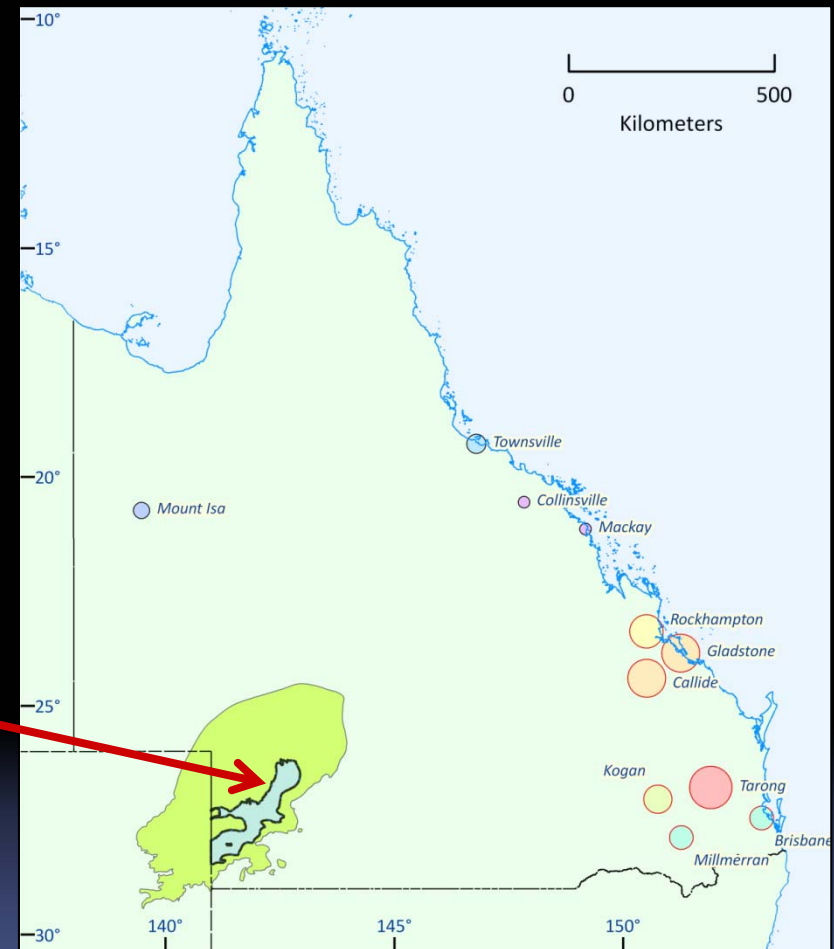 10°
0 500
Kilometers
15°
Townsville
20°
Collinsville
Mount Isa
Mackay
Rockhampton
Gladstone
Callide
25°
Kogan
Tarong
Brisbane
Millmerran
140° 145° 150°
30°